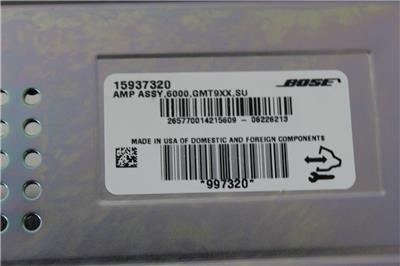 15937320
BOSE
AMP ASSY,6000,GMT9XX,SU
265770014215609 - 06226213
MADE IN USA OF DOMESTIC AND FOREIGN COMPONENTS
*997320*